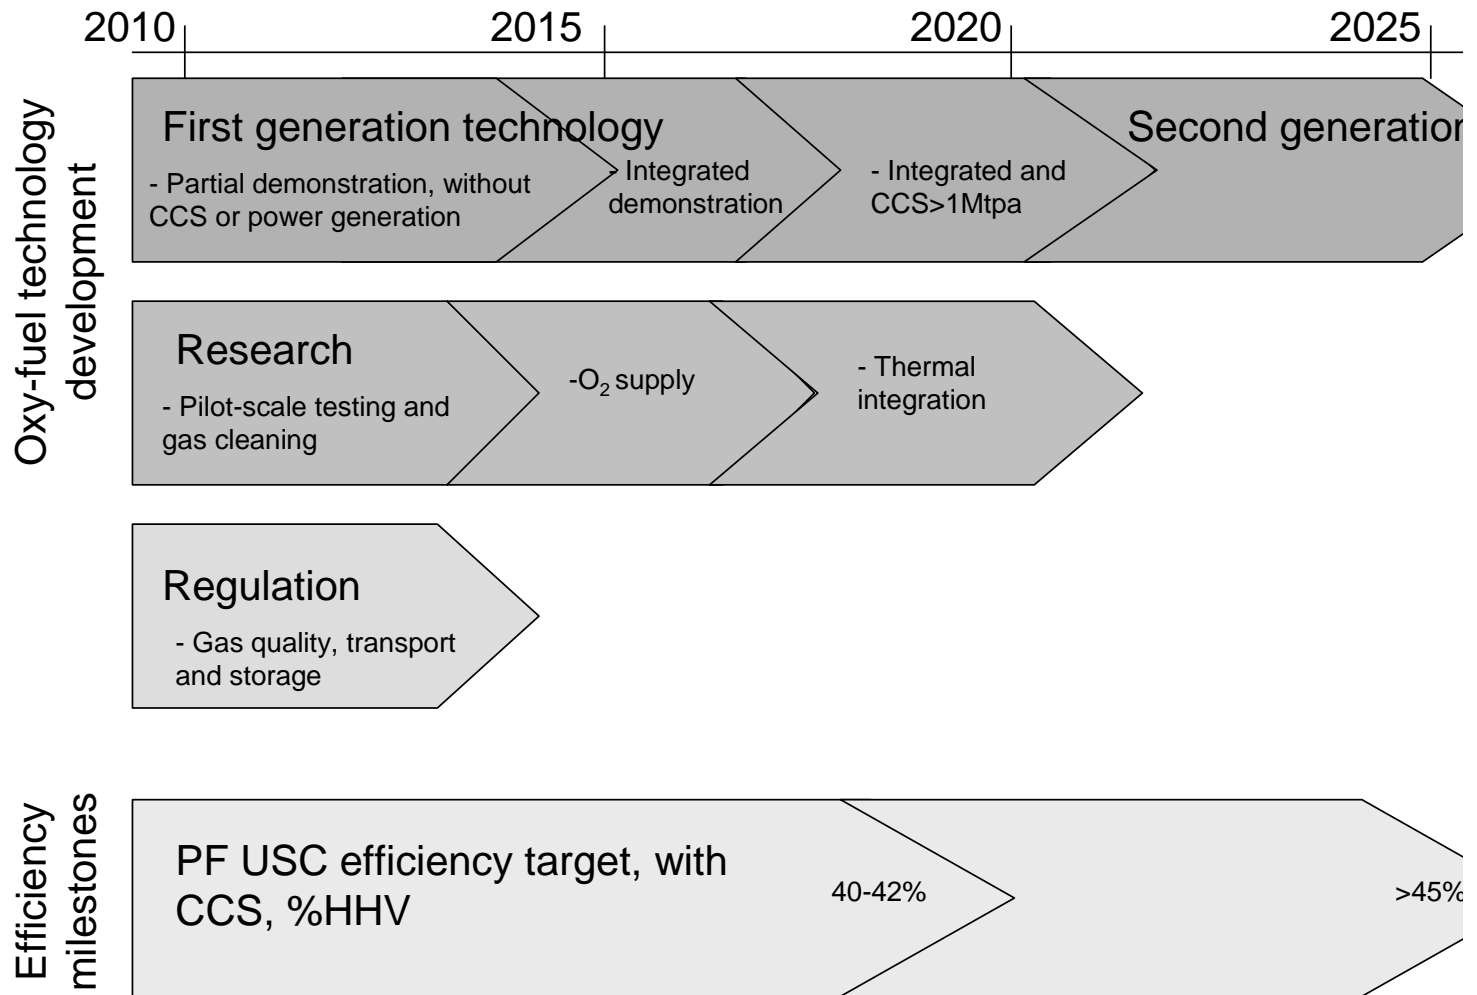 2010 2015 2020 2025
Oxy-fuel technology
development
First generation technology
- Partial demonstration, without
CCS or power generation
- Integrated
demonstration
- Integrated and
CCS>1Mtpa
Second generation
Research
- Pilot-scale testing and
gas cleaning
-O₂ supply
- Thermal
integration
Regulation
- Gas quality, transport
and storage
Efficiency
milestones
PF USC efficiency target, with
CCS, %HHV
40-42%
>45%